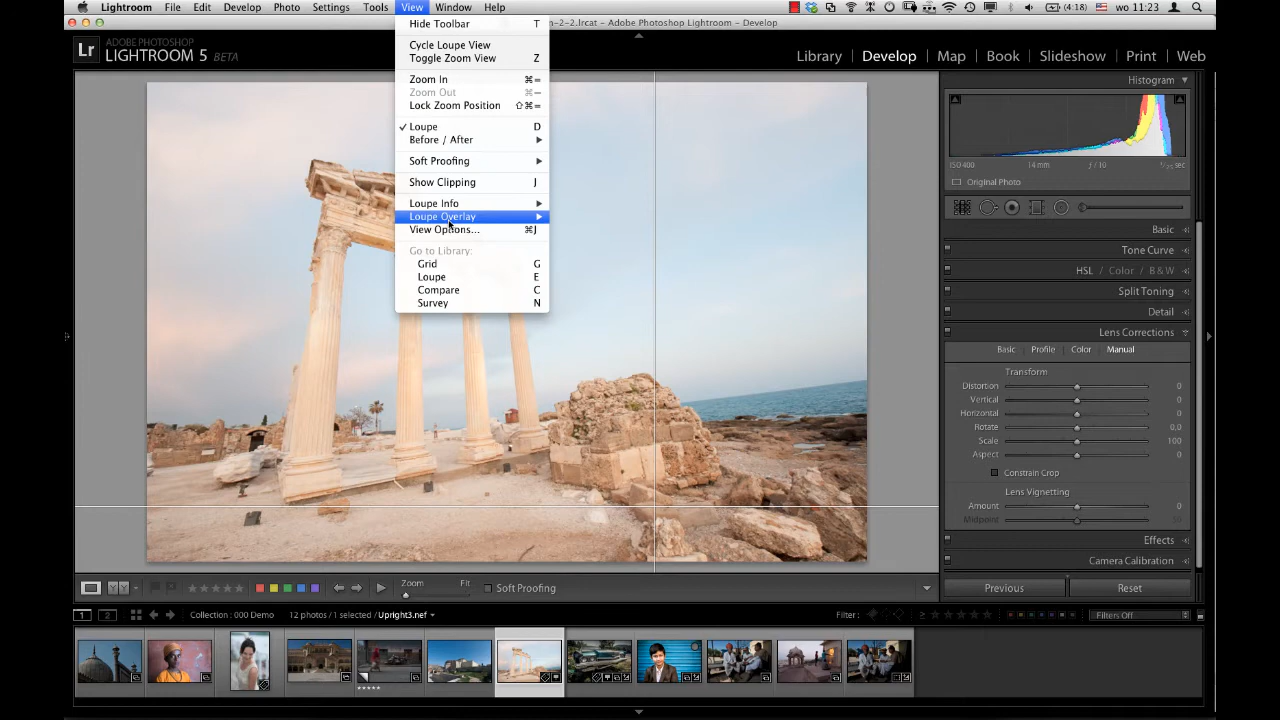 Lightroom File Edit Develop Photo Settings Tools View Window Help (4:18) wo 11:23
n-2-2.lrcat - Adobe Photoshop Lightroom - Develop
ADOBE PHOTOSHOP
Lr LIGHTROOM 5 BETA
Library Develop Map Book Slideshow Print Web
Hide Toolbar T
Cycle Loupe View
Toggle Zoom View Z
Zoom In ⌘=
Zoom Out ⌘-
Lock Zoom Position ⇧⌘=
Loupe D
Before / After
Soft Proofing
Show Clipping J
Loupe Info
Loupe Overlay
View Options... ⌘J
Go to Library:
Grid G
Loupe E
Compare C
Survey N
Histogram
ISO 400 14 mm ƒ / 10 sec
Original Photo
Basic
Tone Curve
HSL / Color / B & W
Split Toning
Detail
Lens Corrections
Basic Profile Color Manual
Transform
Distortion 0
Vertical 0
Horizontal 0
Rotate 0,0
Scale 100
Aspect 0
Constrain Crop
Lens Vignetting
Amount 0
Midpoint
Effects
Camera Calibration
Previous Reset
Zoom Fit Soft Proofing
1 2 Collection : 000 Demo 12 photos / 1 selected / Upright3.nef Filter : Filters Off